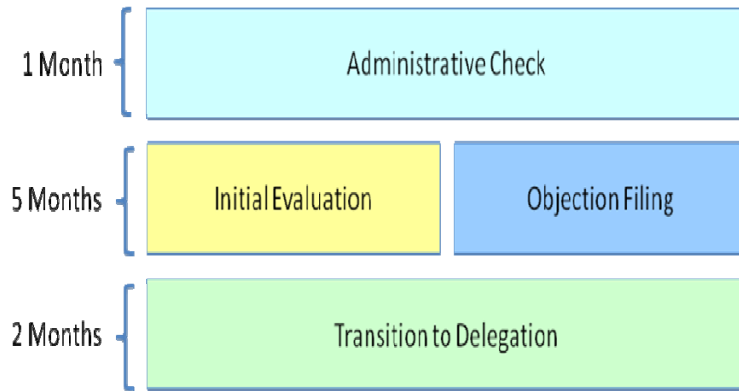 1 Month
Administrative Check
5 Months
Initial Evaluation
Objection Filing
2 Months
Transition to Delegation